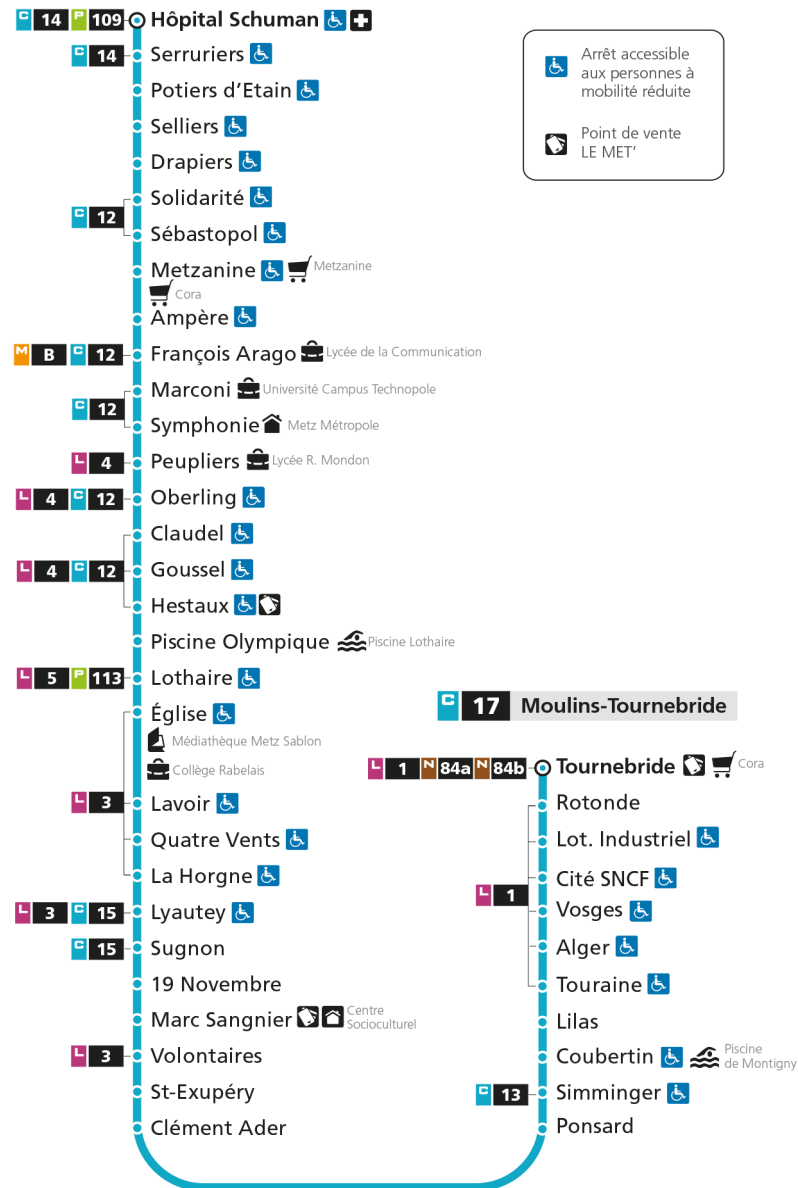 C 14 P 109 Hôpital Schuman
C 14 Serruriers
Potiers d'Etain
Selliers
Drapiers
Solidarité
C 12
Sébastopol
Metzanine Metzanine
Cora
Ampère
M B C 12 François Arago Lycée de la Communication
Marconi Université Campus Technopole
C 12
Symphonie Metz Métropole
L 4 Peupliers Lycée R. Mondon
L 4 C 12 Oberling
Claudel
L 4 C 12 Goussel
Hestaux
Piscine Olympique Piscine Lothaire
L 5 P 113 Lothaire
Église
Médiathèque Metz Sablon
Collège Rabelais
L 3 Lavoir
Quatre Vents
La Horgne
L 3 C 15 Lyautey
C 15 Sugnon
19 Novembre
Marc Sangnier Centre
Socioculturel
L 3 Volontaires
St-Exupéry
Clément Ader
Arrêt accessible
aux personnes à
mobilité réduite
Point de vente
LE MET'
C 17 Moulins-Tournebride
L 1 N 84a N 84b Tournebride Cora
Rotonde
Lot. Industriel
Cité SNCF
L 1
Vosges
Alger
Touraine
Lilas
Coubertin Piscine
de Montigny
C 13 Simminger
Ponsard